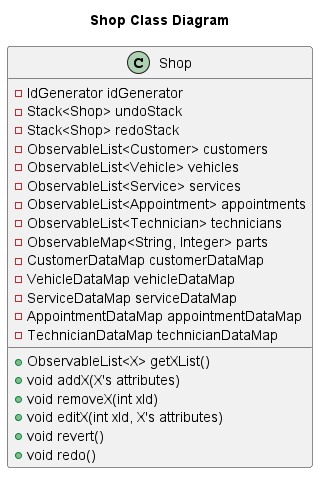 Shop Class Diagram
C Shop
IdGenerator idGenerator
Stack<Shop> undoStack
Stack<Shop> redoStack
ObservableList<Customer> customers
ObservableList<Vehicle> vehicles
ObservableList<Service> services
ObservableList<Appointment> appointments
ObservableList<Technician> technicians
ObservableMap<String, Integer> parts
CustomerDataMap customerDataMap
VehicleDataMap vehicleDataMap
ServiceDataMap serviceDataMap
AppointmentDataMap appointmentDataMap
TechnicianDataMap technicianDataMap
ObservableList<X> getXList()
void addX(X's attributes)
void removeX(int xId)
void editX(int xId, X's attributes)
void revert()
void redo()